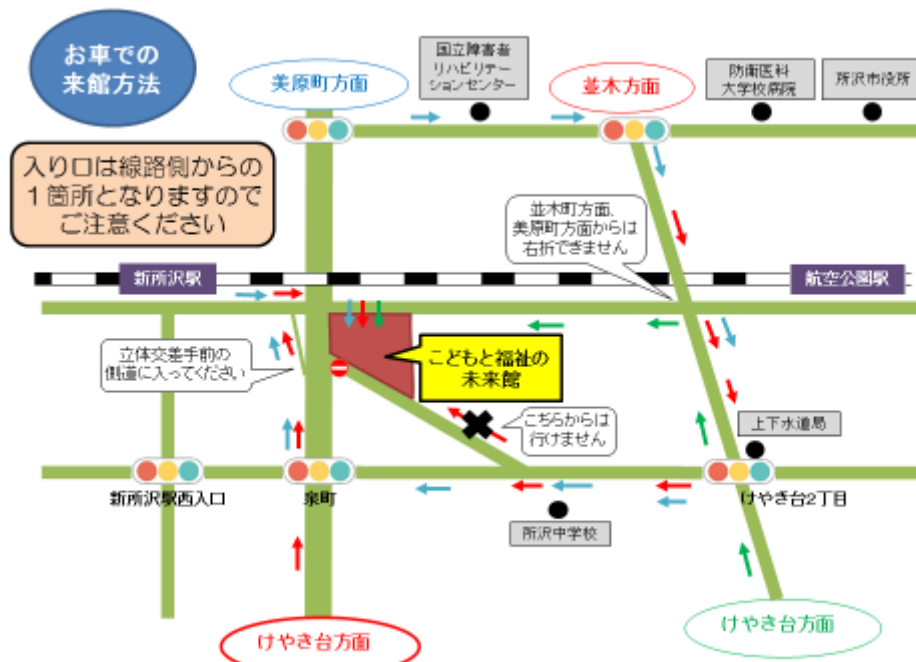 お車での
来館方法
入り口は線路側からの
1箇所となりますので
ご注意ください
美原町方面
国立障害者
リハビリテー
ションセンター
並木方面
防衛医科
大学校病院
所沢市役所
並木町方面、
美原町方面からは
右折できません
新所沢駅
航空公園駅
立体交差手前の
側道に入ってください
こどもと福祉の
未来館
こちらからは
行けません
上下水道局
新所沢駅西入口
泉町
けやき台2丁目
所沢中学校
けやき台方面
けやき台方面